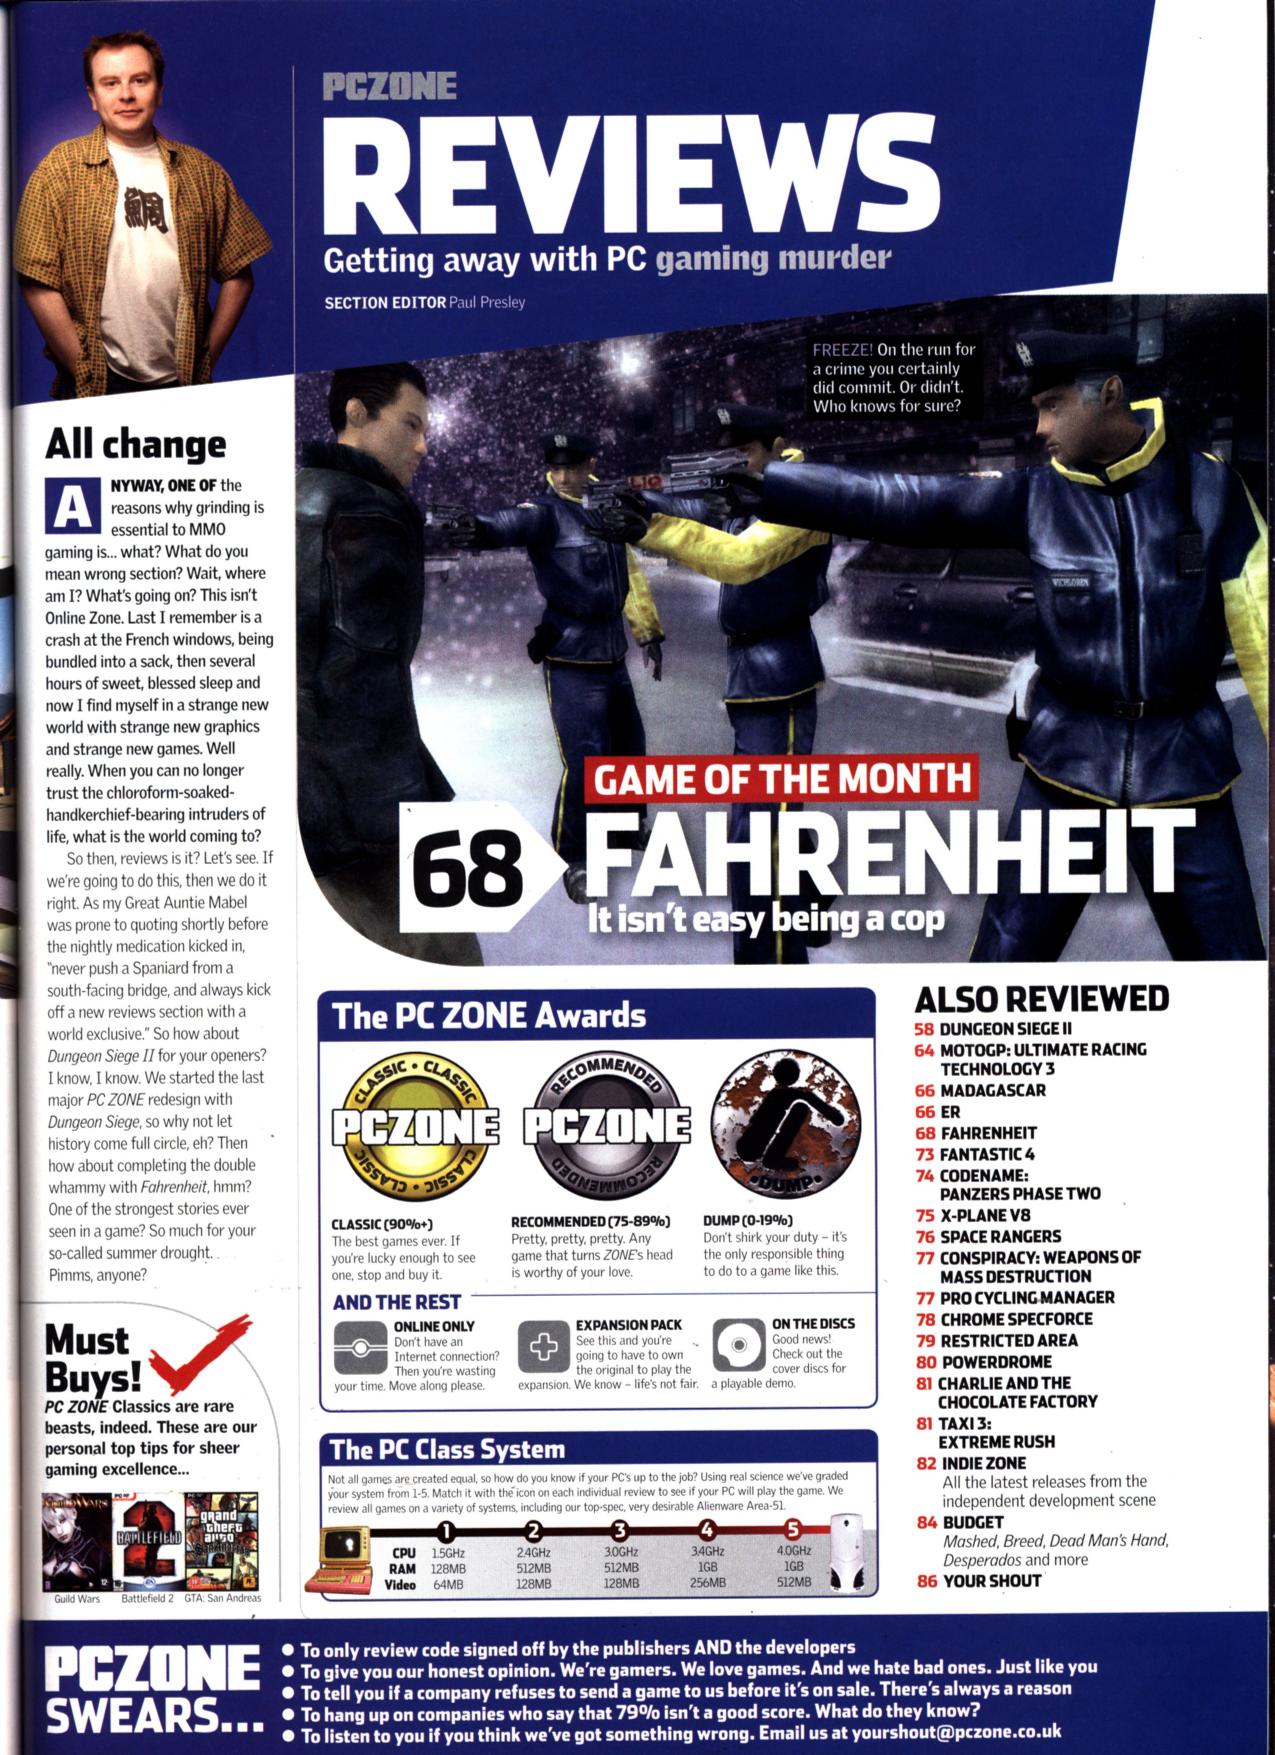 PCZONE
REVIEWS
Getting away with PC gaming murder
SECTION EDITOR Paul Presley
FREEZE! On the run for
a crime you certainly
did commit. Or didn't.
Who knows for sure?
LIQ
WICHLOREN
GAME OF THE MONTH
68
FAHRENHEIT
It isn't easy being a cop
鯛
All change
ANYWAY, ONE OF the
reasons why grinding is
essential to MMO
gaming is... what? What do you
mean wrong section? Wait, where
am I? What's going on? This isn't
Online Zone. Last I remember is a
crash at the French windows, being
bundled into a sack, then several
hours of sweet, blessed sleep and
now I find myself in a strange new
world with strange new graphics
and strange new games. Well
really. When you can no longer
trust the chloroform-soaked-
handkerchief-bearing intruders of
life, what is the world coming to?
So then, reviews is it? Let's see. If
we're going to do this, then we do it
right. As my Great Auntie Mabel
was prone to quoting shortly before
the nightly medication kicked in,
"never push a Spaniard from a
south-facing bridge, and always kick
off a new reviews section with a
world exclusive." So how about
Dungeon Siege II for your openers?
I know, I know. We started the last
major PC ZONE redesign with
Dungeon Siege, so why not let
history come full circle, eh? Then
how about completing the double
whammy with Fahrenheit, hmm?
One of the strongest stories ever
seen in a game? So much for your
so-called summer drought.
Pimms, anyone?
Must
Buys!
PC ZONE Classics are rare
beasts, indeed. These are our
personal top tips for sheer
gaming excellence...
GUILD WARS
BATTLEFIELD 2
grand theft auto San Andreas
Guild Wars Battlefield 2 GTA: San Andreas
The PC ZONE Awards
CLASSIC • CLASSIC
PCZONE
CLASSIC • CLASSIC
RECOMMENDED
PCZONE
RECOMMENDED
•DUMP•
CLASSIC (90%+)
The best games ever. If
you're lucky enough to see
one, stop and buy it.
RECOMMENDED (75-89%)
Pretty, pretty, pretty. Any
game that turns ZONE's head
is worthy of your love.
DUMP (0-19%)
Don't shirk your duty – it's
the only responsible thing
to do to a game like this.
AND THE REST
ONLINE ONLY
Don't have an
Internet connection?
Then you're wasting
your time. Move along please.
EXPANSION PACK
See this and you're
going to have to own
the original to play the
expansion. We know – life's not fair.
ON THE DISCS
Good news!
Check out the
cover discs for
a playable demo.
The PC Class System
Not all games are created equal, so how do you know if your PC's up to the job? Using real science we've graded
your system from 1-5. Match it with the icon on each individual review to see if your PC will play the game. We
review all games on a variety of systems, including our top-spec, very desirable Alienware Area-51.
1 2 3 4 5
CPU 1.5GHz 2.4GHz 3.0GHz 3.4GHz 4.0GHz
RAM 128MB 512MB 512MB 1GB 1GB
Video 64MB 128MB 128MB 256MB 512MB
ALSO REVIEWED
58 DUNGEON SIEGE II
64 MOTOGP: ULTIMATE RACING
TECHNOLOGY 3
66 MADAGASCAR
66 ER
68 FAHRENHEIT
73 FANTASTIC 4
74 CODENAME:
PANZERS PHASE TWO
75 X-PLANE V8
76 SPACE RANGERS
77 CONSPIRACY: WEAPONS OF
MASS DESTRUCTION
77 PRO CYCLING MANAGER
78 CHROME SPECFORCE
79 RESTRICTED AREA
80 POWERDROME
81 CHARLIE AND THE
CHOCOLATE FACTORY
81 TAXI 3:
EXTREME RUSH
82 INDIE ZONE
All the latest releases from the
independent development scene
84 BUDGET
Mashed, Breed, Dead Man's Hand,
Desperados and more
86 YOUR SHOUT
PCZONE
SWEARS...
● To only review code signed off by the publishers AND the developers
● To give you our honest opinion. We're gamers. We love games. And we hate bad ones. Just like you
● To tell you if a company refuses to send a game to us before it's on sale. There's always a reason
● To hang up on companies who say that 79% isn't a good score. What do they know?
● To listen to you if you think we've got something wrong. Email us at yourshout@pczone.co.uk